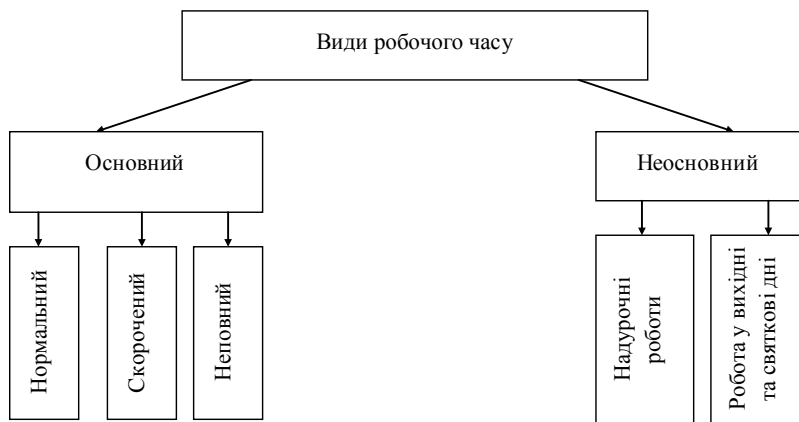 Види робочого часу
Основний
Неосновний
Нормальний
Скорочений
Неповний
Надурочні
роботи
Робота у вихідні
та святкові дні